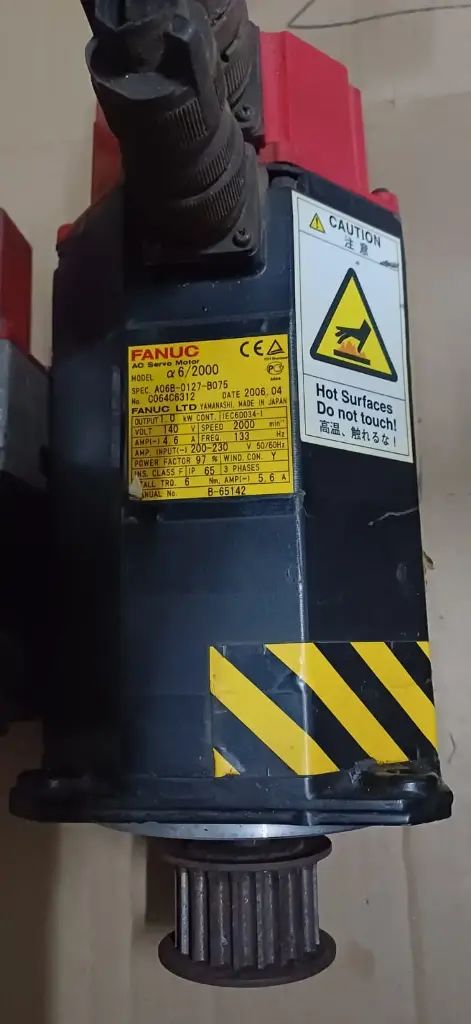 CAUTION
注意
Hot Surfaces
Do not touch!
高温、触れるな!
FANUC
AC Servo Motor
MODEL α6/2000
SPEC. A06B-0127-B075
No. C064C6312 DATE 2006.04
FANUC LTD YAMANASHI, MADE IN JAPAN
OUTPUT 1.0 kW CONT. IEC60034-1
VOLT 140 V SPEED 2000 min⁻¹
AMP(~) 4.6 A FREQ. 133 Hz
AMP. INPUT(~) 200-230 V 50/60Hz
POWER FACTOR 97 % WIND. CON. Y
INS. CLASS F IP 65 3 PHASES
TALL TRQ. 6 Nm, AMP(~) 5.6 A
ANUAL No. B-65142